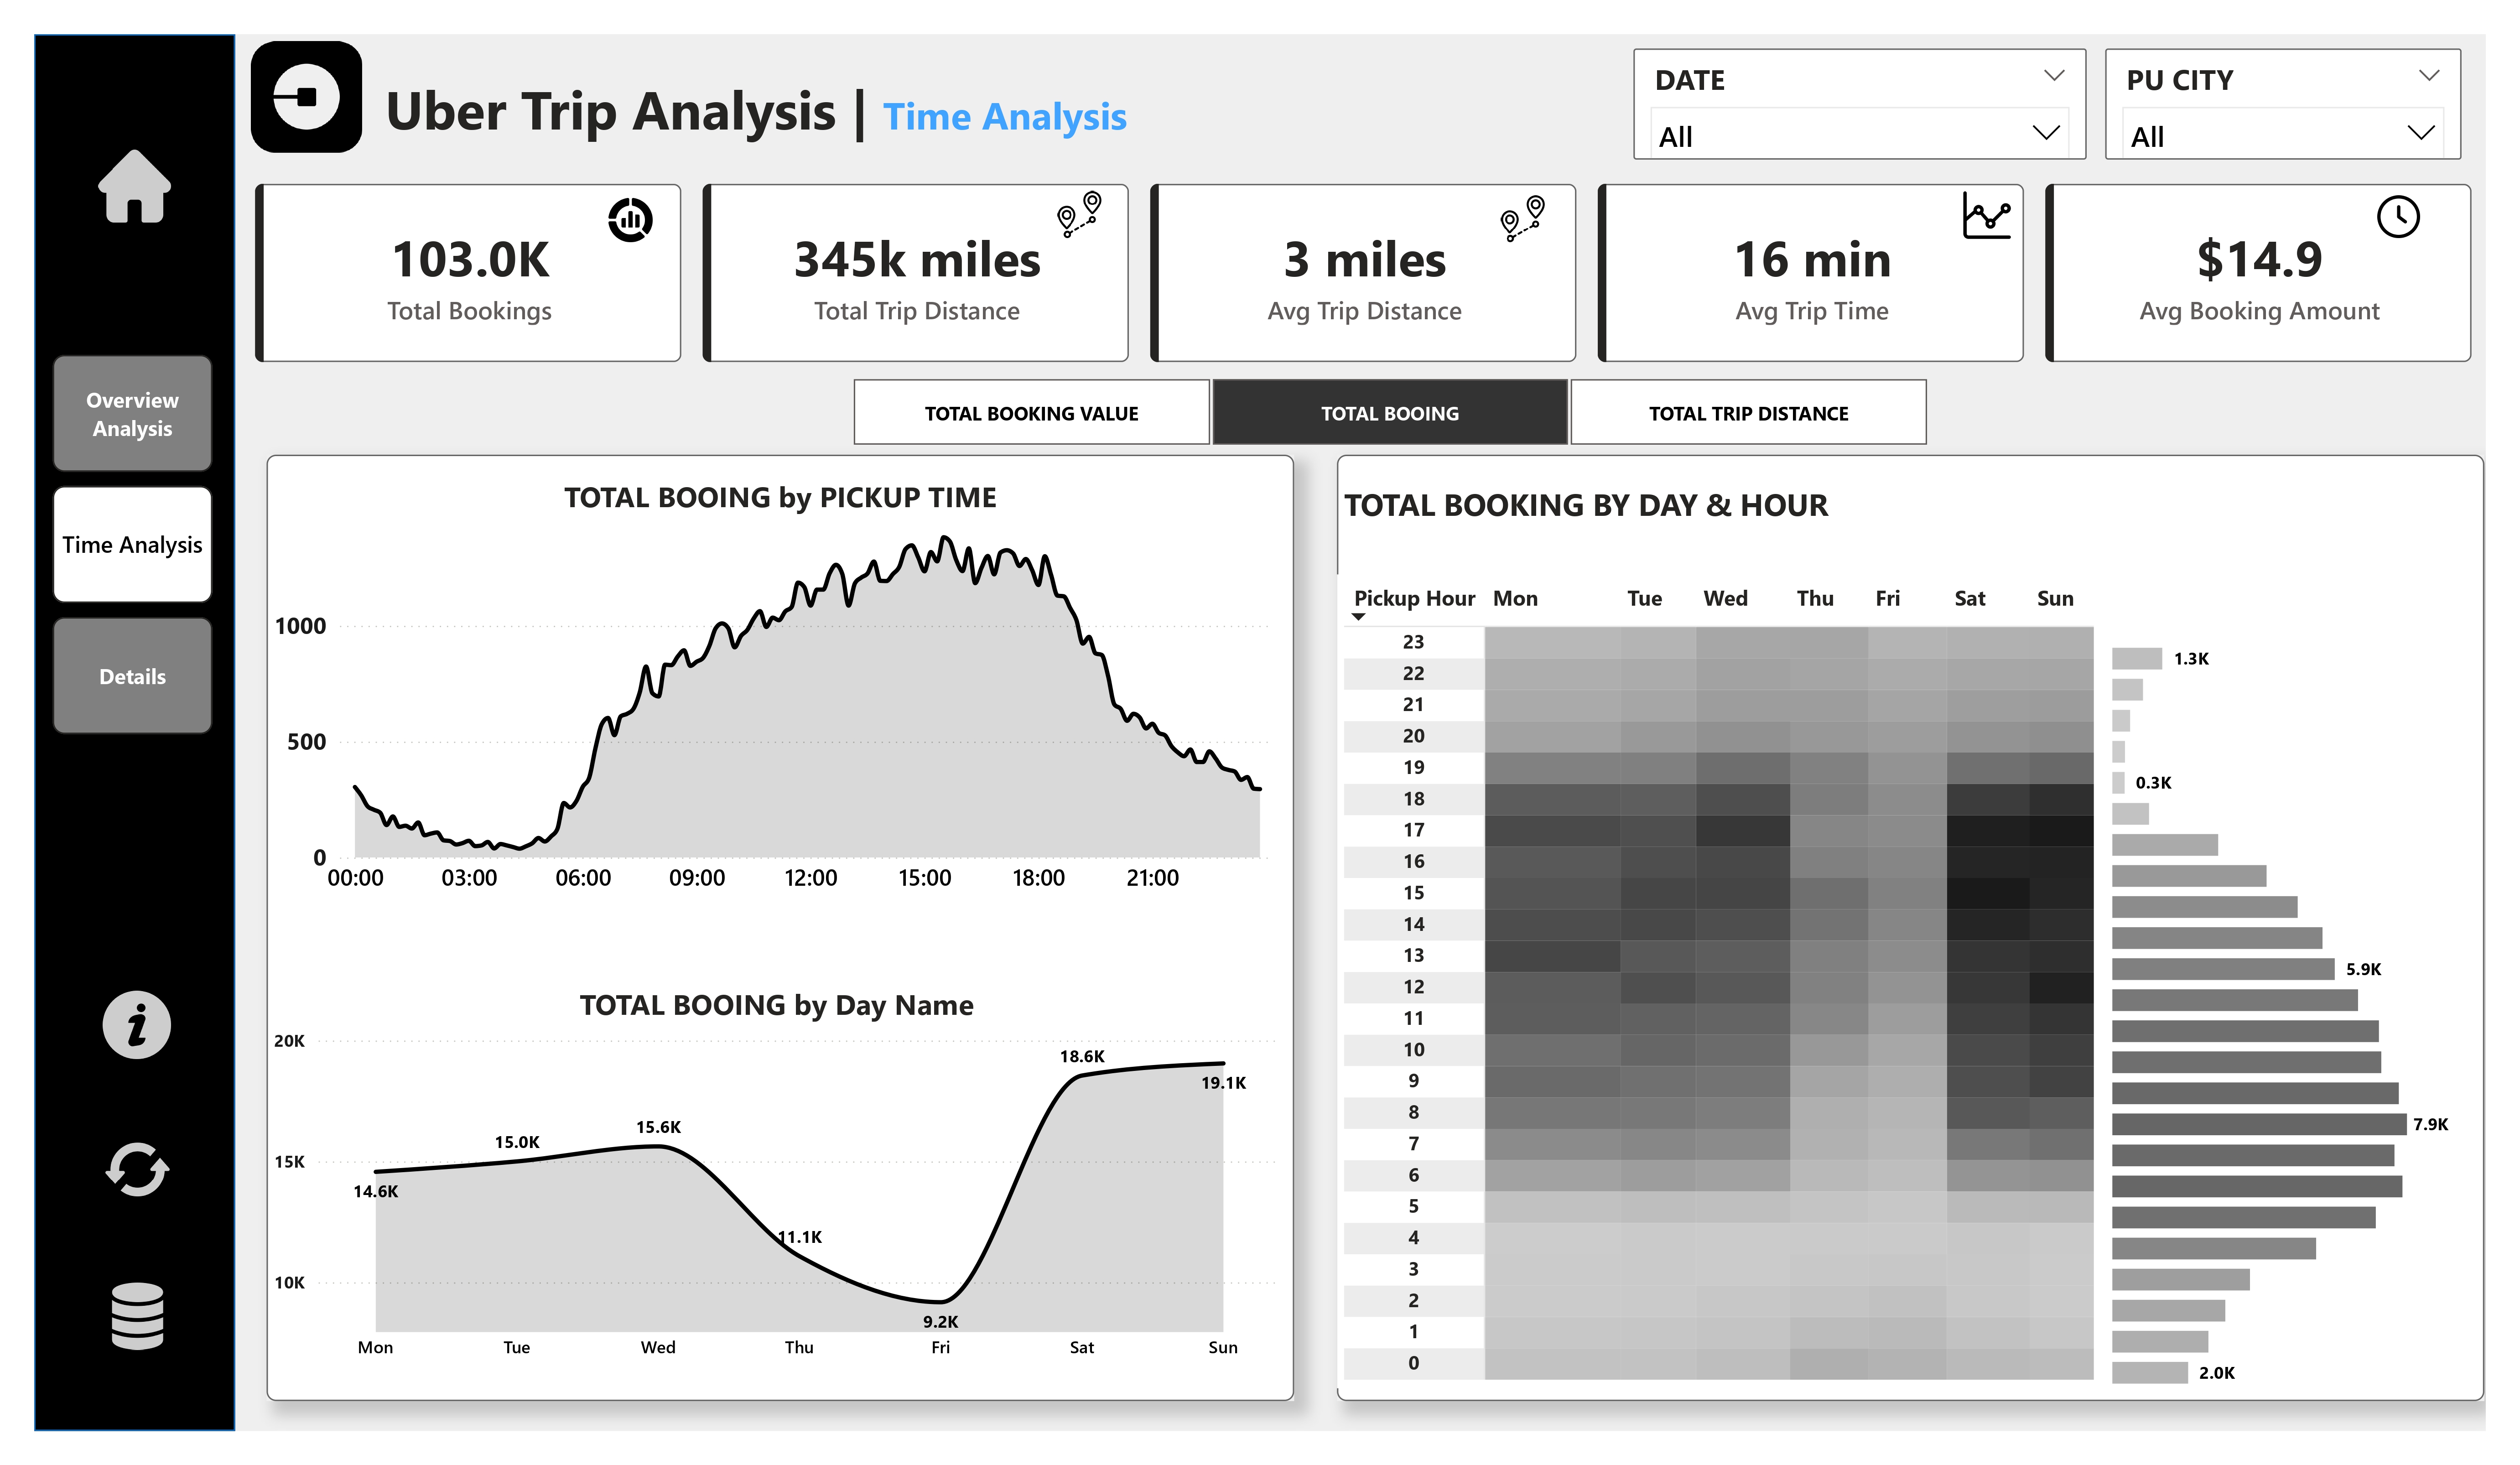 Uber Trip Analysis | Time Analysis
DATE
All
PU CITY
All
103.0K
Total Bookings
345k miles
Total Trip Distance
3 miles
Avg Trip Distance
16 min
Avg Trip Time
$14.9
Avg Booking Amount
Overview
Analysis
Time Analysis
Details
i
TOTAL BOOKING VALUE
TOTAL BOOING
TOTAL TRIP DISTANCE
TOTAL BOOING by PICKUP TIME
1000
500
0
00:00 03:00 06:00 09:00 12:00 15:00 18:00 21:00
TOTAL BOOING by Day Name
20K
15K
10K
14.6K
15.0K
15.6K
11.1K
9.2K
18.6K
19.1K
Mon Tue Wed Thu Fri Sat Sun
TOTAL BOOKING BY DAY & HOUR
Pickup Hour Mon Tue Wed Thu Fri Sat Sun
23
22
21
20
19
18
17
16
15
14
13
12
11
10
9
8
7
6
5
4
3
2
1
0
1.3K
0.3K
5.9K
7.9K
2.0K